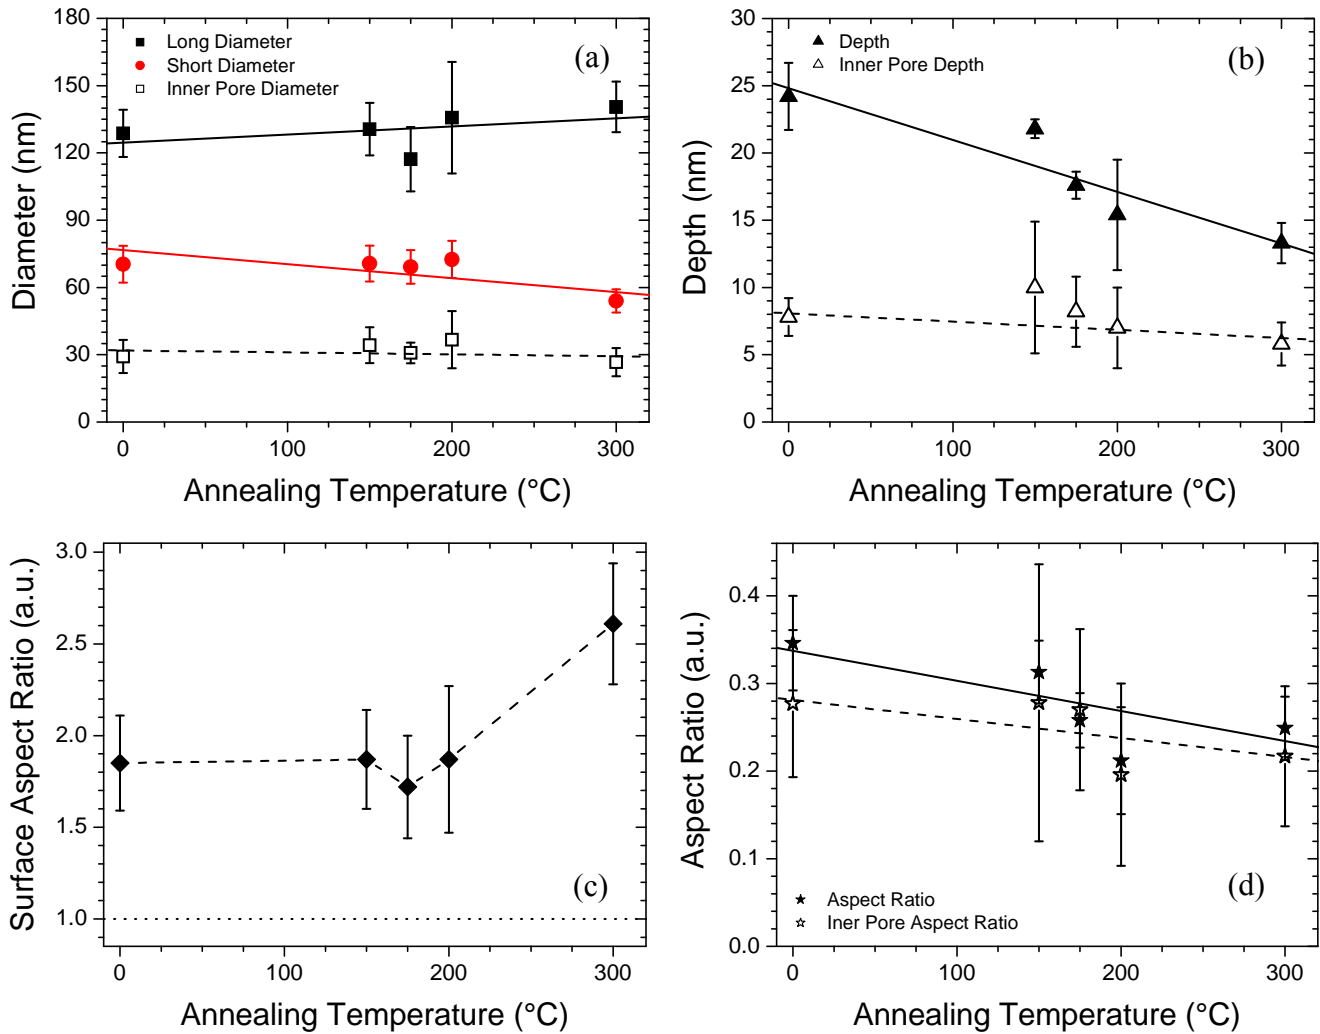 180
150
120
90
60
30
0
Diameter (nm)
Long Diameter
Short Diameter
Inner Pore Diameter
(a)
0 100 200 300
Annealing Temperature (°C)
30
25
20
15
10
5
0
Depth (nm)
Depth
Inner Pore Depth
(b)
0 100 200 300
Annealing Temperature (°C)
3.0
2.5
2.0
1.5
1.0
Surface Aspect Ratio (a.u.)
(c)
0 100 200 300
Annealing Temperature (°C)
0.4
0.3
0.2
0.1
0.0
Aspect Ratio (a.u.)
(d)
Aspect Ratio
Iner Pore Aspect Ratio
0 100 200 300
Annealing Temperature (°C)